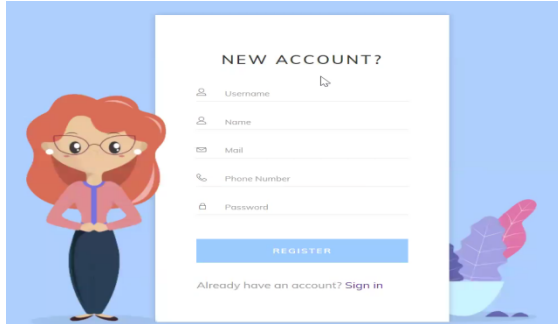 NEW ACCOUNT?
Username
Name
Mail
Phone Number
Password
REGISTER
Already have an account? Sign in